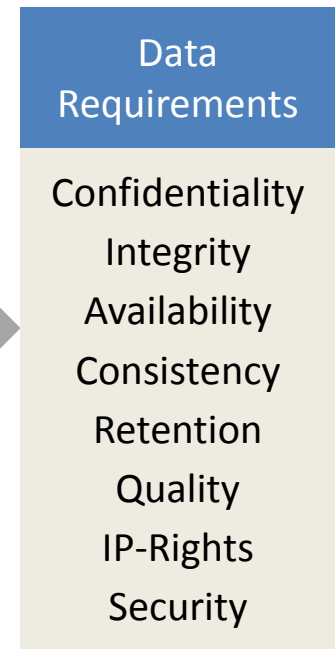 Data
Requirements
Confidentiality
Integrity
Availability
Consistency
Retention
Quality
IP-Rights
Security